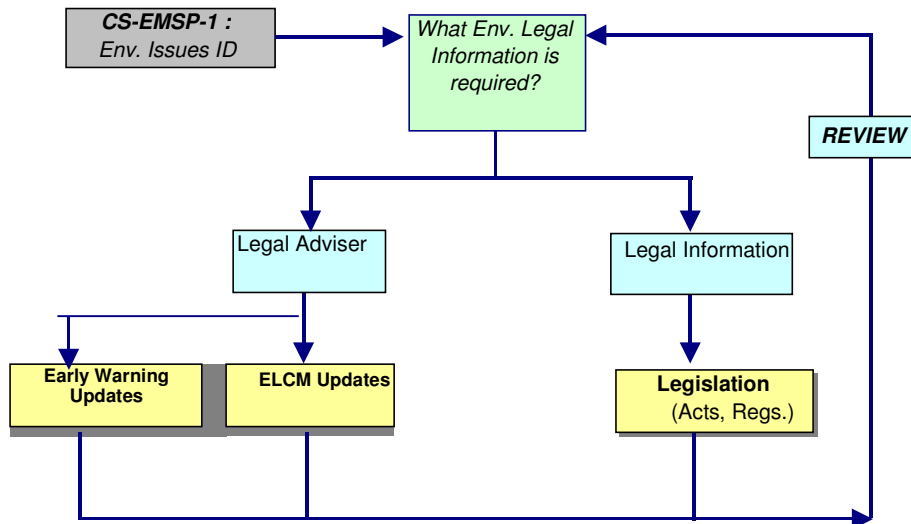 CS-EMSP-1 :
Env. Issues ID
What Env. Legal
Information is
required?
REVIEW
Legal Adviser
Legal Information
Early Warning
Updates
ELCM Updates
Legislation
(Acts, Regs.)